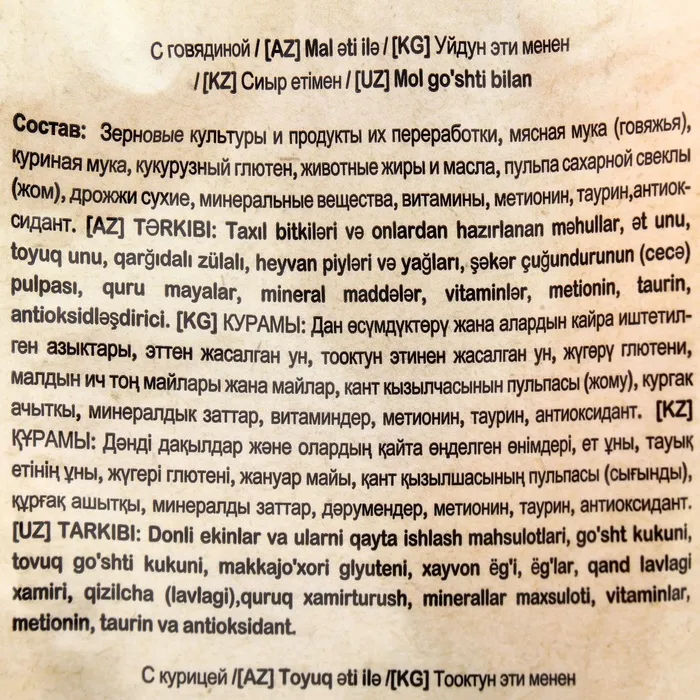 С говядиной / [AZ] Mal əti ilə / [KG] Уйдун эти менен
/ [KZ] Сиыр етімен / [UZ] Mol go'shti bilan
Состав: Зерновые культуры и продукты их переработки, мясная мука (говяжья),
куриная мука, кукурузный глютен, животные жиры и масла, пульпа сахарной свеклы
(жом), дрожжи сухие, минеральные вещества, витамины, метионин, таурин,антиок-
сидант. [AZ] TƏRKIBI: Taxıl bitkiləri və onlardan hazırlanan məhullar, ət unu,
toyuq unu, qarğıdalı zülalı, heyvan piyləri və yağları, şəkər çuğundurunun (cecə)
pulpası, quru mayalar, mineral maddələr, vitaminlər, metionin, taurin,
antioksidləşdirici. [KG] КУРАМЫ: Дан өсүмдүктөрү жана алардын кайра иштетил-
ген азыктары, эттен жасалган ун, тооктун этинен жасалган ун, жүгөрү глютени,
малдын ич тоң майлары жана майлар, кант кызылчасынын пульпасы (жому), кургак
ачыткы, минералдык заттар, витаминдер, метионин, таурин, антиоксидант. [KZ]
ҚҰРАМЫ: Дәнді дақылдар және олардың қайта өңделген өнімдері, ет ұны, тауық
етінің ұны, жүгері глютені, жануар майы, қант қызылшасының пульпасы (сығынды),
құрғақ ашытқы, минералды заттар, дәрумендер, метионин, таурин, антиоксидант.
[UZ] TARKIBI: Donli ekinlar va ularni qayta ishlash mahsulotlari, go'sht kukuni,
tovuq go'shti kukuni, makkajo'xori glyuteni, xayvon ëg'i, ëg'lar, qand lavlagi
xamiri, qizilcha (lavlagi),quruq xamirturush, minerallar maxsuloti, vitaminlar,
metionin, taurin va antioksidant.
С курицей /[AZ] Toyuq əti ilə /[KG] Тооктун эти менен